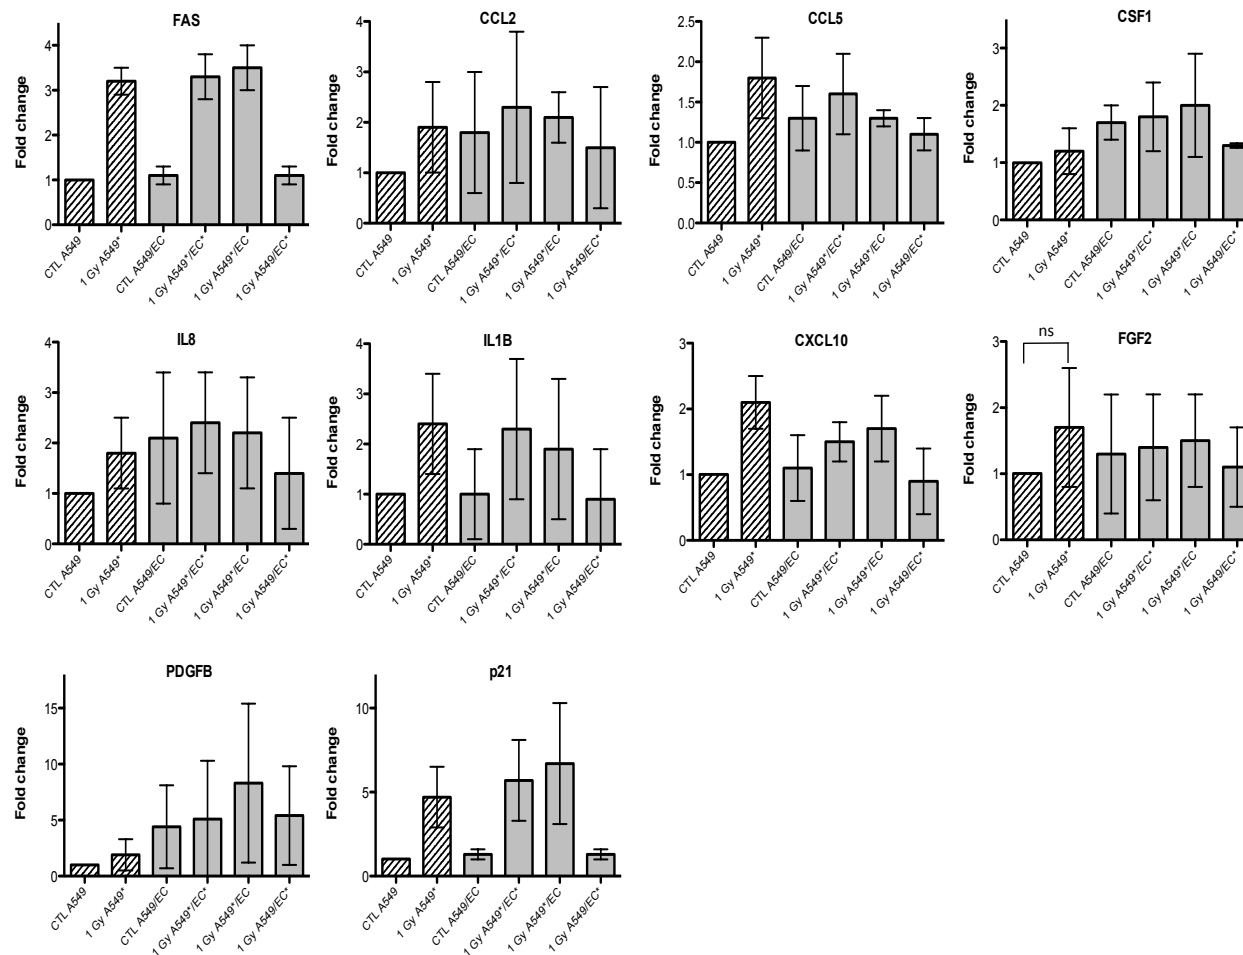 FAS
Fold change
4
3
2
1
0
CTL A549
1 Gy A549*
CTL A549/EC
1 Gy A549*/EC*
1 Gy A549*/EC
1 Gy A549/EC*
CCL2
Fold change
4
3
2
1
0
CTL A549
1 Gy A549*
CTL A549/EC
1 Gy A549*/EC*
1 Gy A549*/EC
1 Gy A549/EC*
CCL5
Fold change
2.5
2.0
1.5
1.0
0.5
0.0
CTL A549
1 Gy A549*
CTL A549/EC
1 Gy A549*/EC*
1 Gy A549*/EC
1 Gy A549/EC*
CSF1
Fold change
3
2
1
0
CTL A549
1 Gy A549*
CTL A549/EC
1 Gy A549*/EC*
1 Gy A549*/EC
1 Gy A549/EC*
IL8
Fold change
4
3
2
1
0
CTL A549
1 Gy A549*
CTL A549/EC
1 Gy A549*/EC*
1 Gy A549*/EC
1 Gy A549/EC*
IL1B
Fold change
4
3
2
1
0
CTL A549
1 Gy A549*
CTL A549/EC
1 Gy A549*/EC*
1 Gy A549*/EC
1 Gy A549/EC*
CXCL10
Fold change
3
2
1
0
CTL A549
1 Gy A549*
CTL A549/EC
1 Gy A549*/EC*
1 Gy A549*/EC
1 Gy A549/EC*
FGF2
ns
Fold change
3
2
1
0
CTL A549
1 Gy A549*
CTL A549/EC
1 Gy A549*/EC*
1 Gy A549*/EC
1 Gy A549/EC*
PDGFB
Fold change
15
10
5
0
CTL A549
1 Gy A549*
CTL A549/EC
1 Gy A549*/EC*
1 Gy A549*/EC
1 Gy A549/EC*
p21
Fold change
10
5
0
CTL A549
1 Gy A549*
CTL A549/EC
1 Gy A549*/EC*
1 Gy A549*/EC
1 Gy A549/EC*